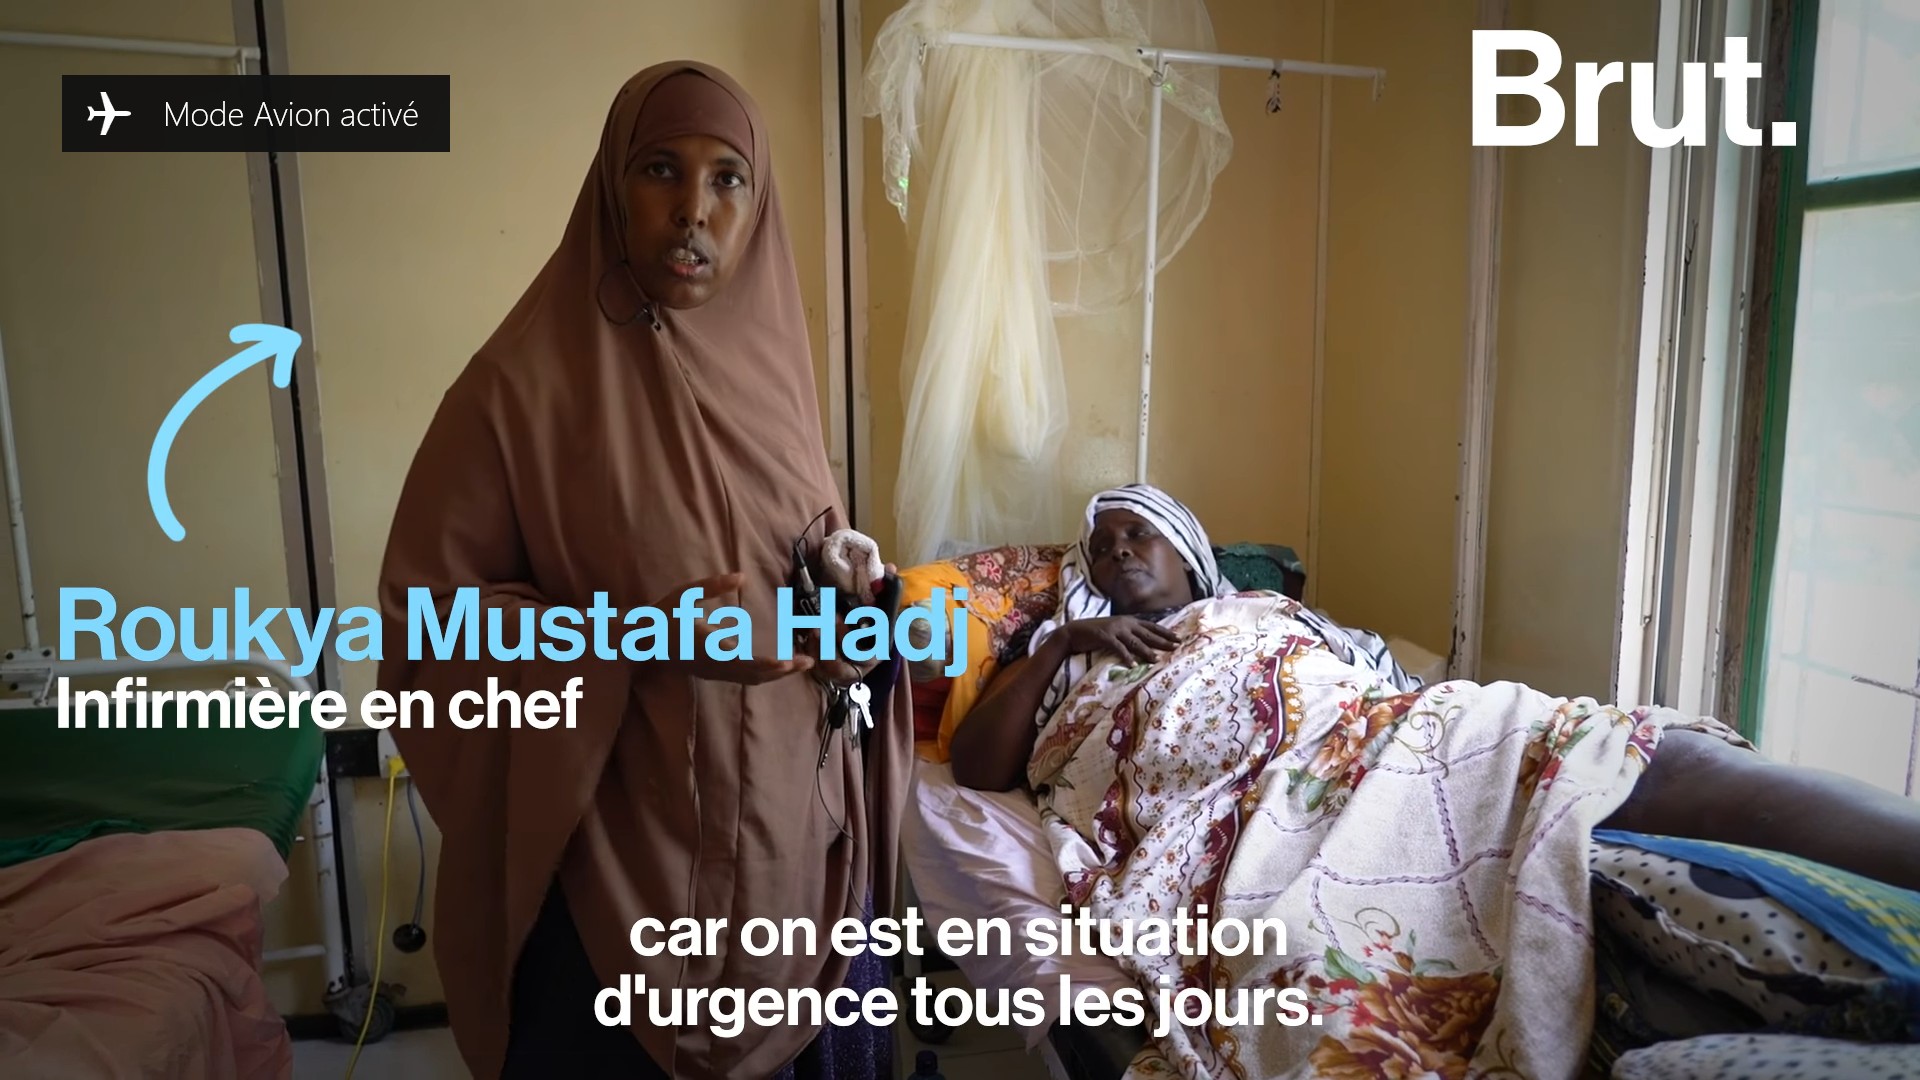 Mode Avion activé
Brut.
Roukya Mustafa Hadj
Infirmière en chef
car on est en situation
d'urgence tous les jours.